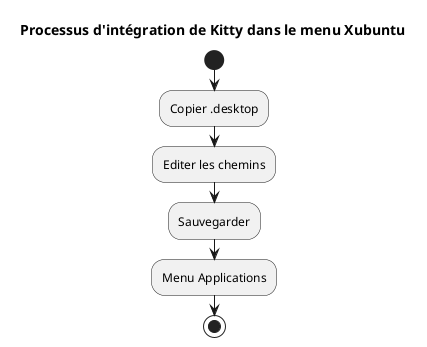 Processus d'intégration de Kitty dans le menu Xubuntu
Copier .desktop
Editer les chemins
Sauvegarder
Menu Applications